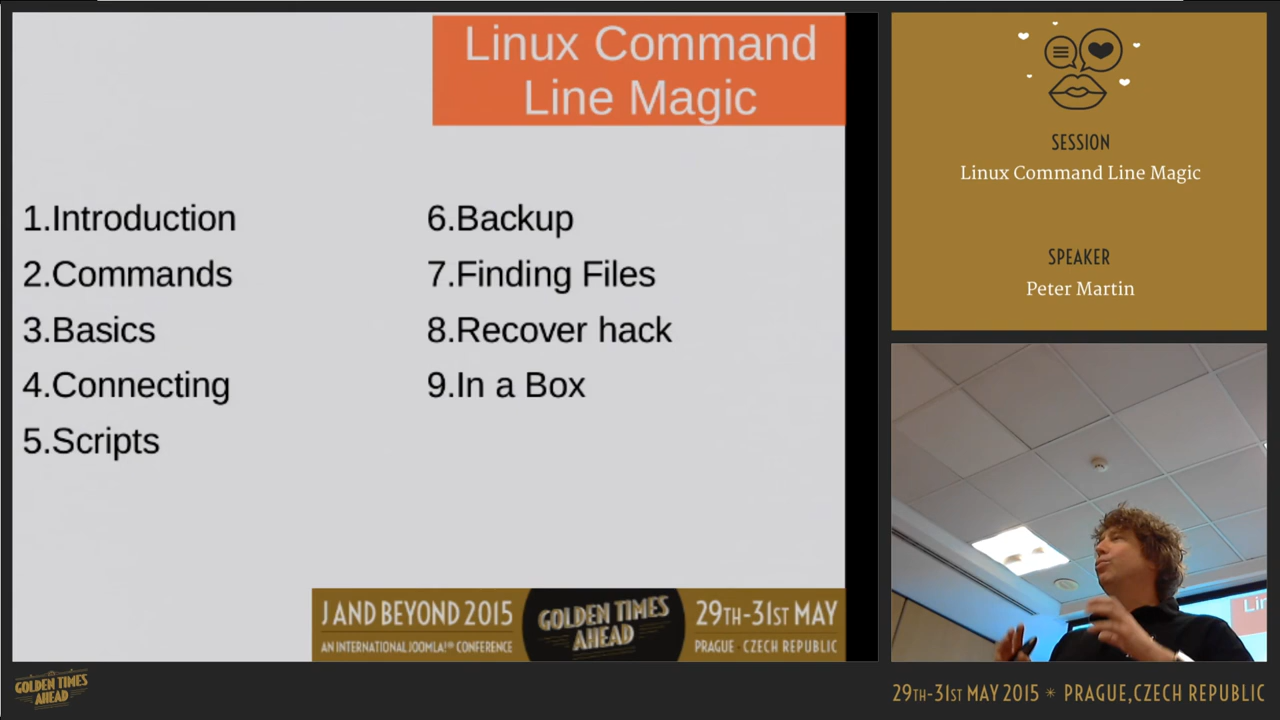 Linux Command
Line Magic
1.Introduction
2.Commands
3.Basics
4.Connecting
5.Scripts
6.Backup
7.Finding Files
8.Recover hack
9.In a Box
J AND BEYOND 2015
AN INTERNATIONAL JOOMLA!® CONFERENCE
GOLDEN TIMES
AHEAD
29TH-31ST MAY
PRAGUE · CZECH REPUBLIC
SESSION
Linux Command Line Magic
SPEAKER
Peter Martin
Lin
GOLDEN TIMES
AHEAD
29TH-31ST MAY 2015 * PRAGUE, CZECH REPUBLIC